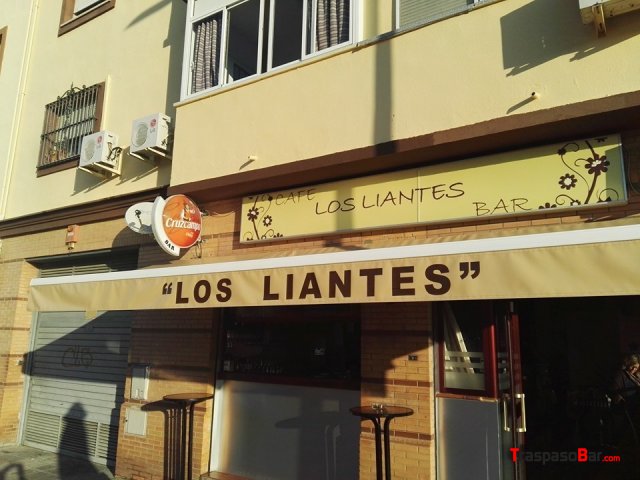 CAFE LOS LIANTES BAR
Cruzcampo
BAR
“LOS LIANTES”
TraspasoBar.com